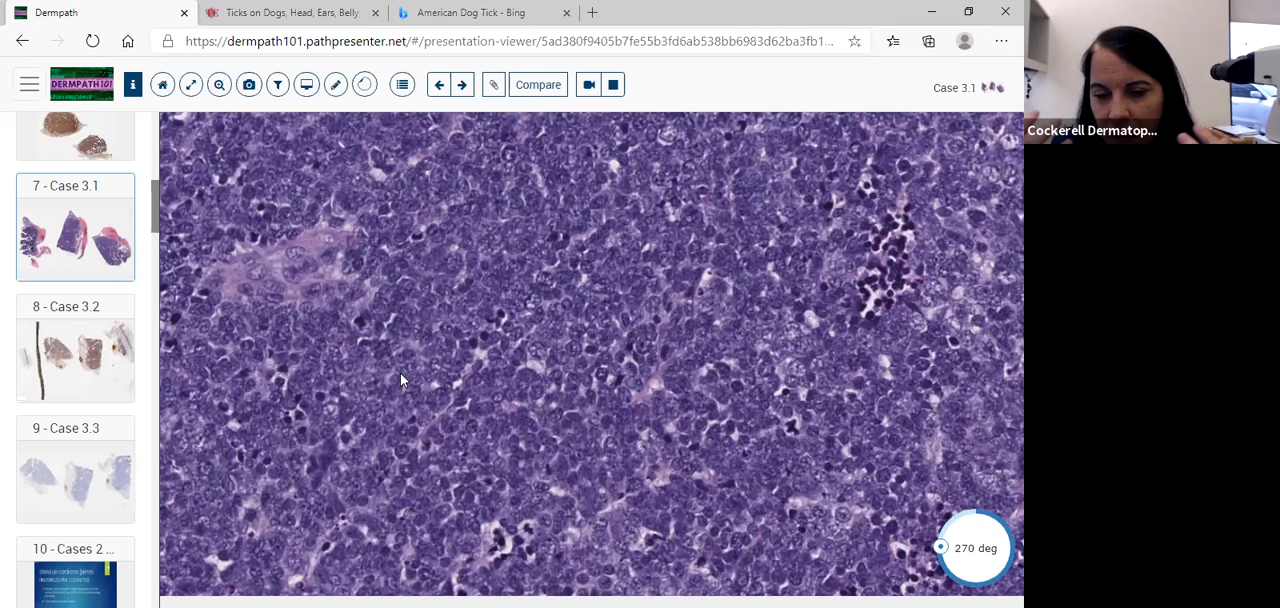 Dermpath
Ticks on Dogs, Head, Ears, Belly
American Dog Tick - Bing
https://dermpath101.pathpresenter.net/#/presentation-viewer/5ad380f9405b7fe55b3fd6ab538bb6983d62ba3fb1...
DERMPATH 101
Compare
Case 3.1
Cockerell Dermatop...
7 - Case 3.1
8 - Case 3.2
9 - Case 3.3
10 - Cases 2 ...
270 deg